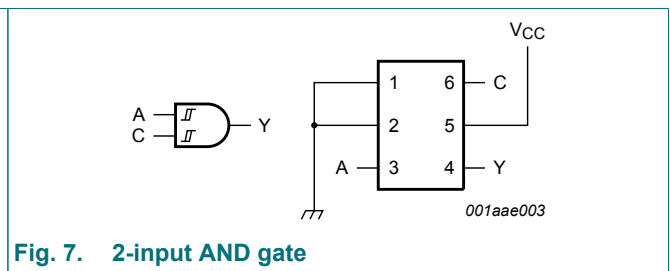 VCC
A
C
Y
1 6 C
2 5
A 3 4 Y
001aae003
Fig. 7. 2-input AND gate